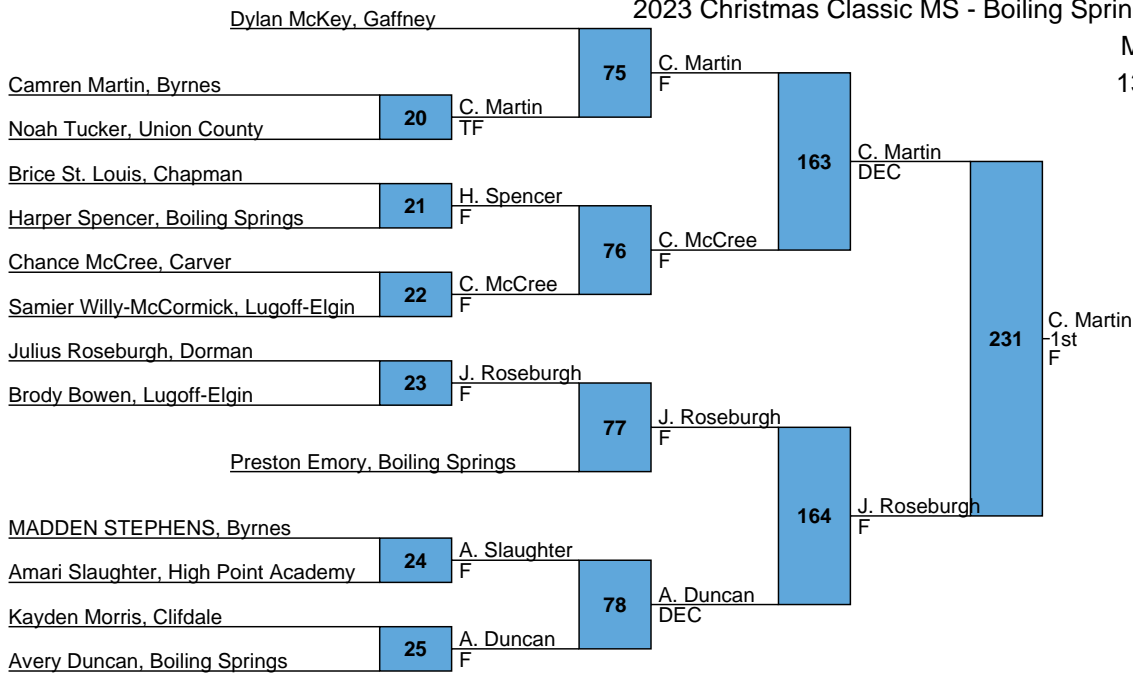 2023 Christmas Classic MS - Boiling Sprin
M
13
Dylan McKey, Gaffney
75
C. Martin
F
Camren Martin, Byrnes
20
C. Martin
TF
Noah Tucker, Union County
163
C. Martin
DEC
Brice St. Louis, Chapman
21
H. Spencer
F
Harper Spencer, Boiling Springs
76
C. McCree
F
Chance McCree, Carver
22
C. McCree
F
Samier Willy-McCormick, Lugoff-Elgin
231
C. Martin
1st
F
Julius Roseburgh, Dorman
23
J. Roseburgh
F
Brody Bowen, Lugoff-Elgin
77
J. Roseburgh
F
Preston Emory, Boiling Springs
164
J. Roseburgh
F
MADDEN STEPHENS, Byrnes
24
A. Slaughter
F
Amari Slaughter, High Point Academy
78
A. Duncan
DEC
Kayden Morris, Clifdale
25
A. Duncan
F
Avery Duncan, Boiling Springs